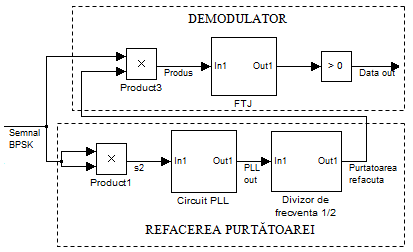 DEMODULATOR
×
Product3
Produs
In1
Out1
FTJ
> 0
Data out
Semnal
BPSK
×
Product1
s2
In1
Out1
Circuit PLL
PLL
out
In1
Out1
Divizor de
frecventa 1/2
Purtatoarea
refacuta
REFACEREA PURTĂTOAREI